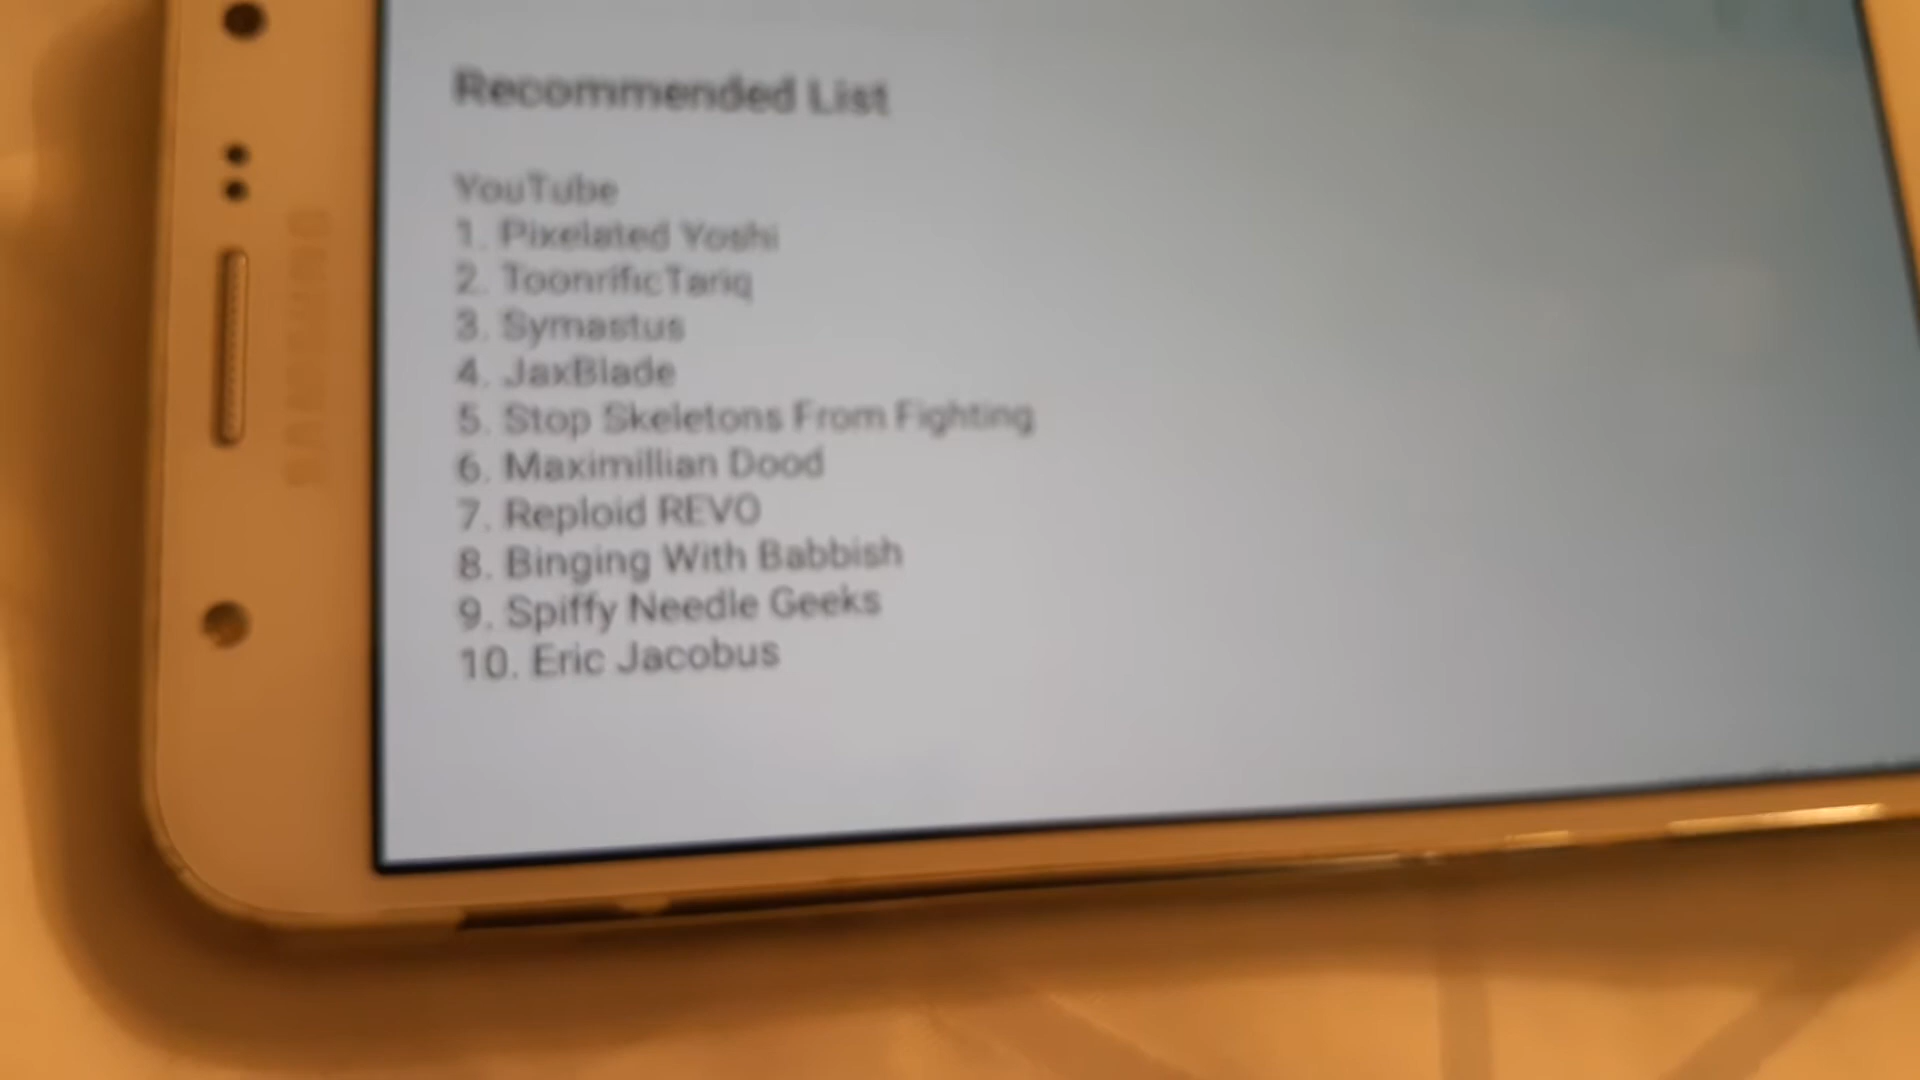 Recommended List
YouTube
1. Pixelated Yoshi
2. ToonrificTariq
3. Symastus
4. JaxBlade
5. Stop Skeletons From Fighting
6. Maximillian Dood
7. Reploid REVO
8. Binging With Babbish
9. Spiffy Needle Geeks
10. Eric Jacobus
SAMSUNG